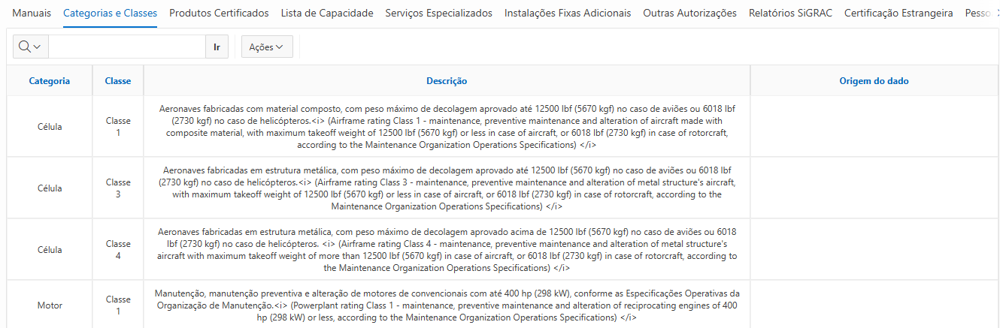 Manuais Categorias e Classes Produtos Certificados Lista de Capacidade Serviços Especializados Instalações Fixas Adicionais Outras Autorizações Relatórios SiGRAC Certificação Estrangeira Pesso
Ir Ações
Categoria Classe Descrição Origem do dado
Célula
Classe
1
Aeronaves fabricadas com material composto, com peso máximo de decolagem aprovado até 12500 lbf (5670 kgf) no caso de aviões ou 6018 lbf
(2730 kgf) no caso de helicópteros.<i> (Airframe rating Class 1 - maintenance, preventive maintenance and alteration of aircraft made with
composite material, with maximum takeoff weight of 12500 lbf (5670 kgf) or less in case of aircraft, or 6018 lbf (2730 kgf) in case of rotorcraft,
according to the Maintenance Organization Operations Specifications) </i>
Célula
Classe
3
Aeronaves fabricadas em estrutura metálica, com peso máximo de decolagem aprovado até 12500 lbf (5670 kgf) no caso de aviões ou 6018 lbf
(2730 kgf) no caso de helicópteros.<i> (Airframe rating Class 3 - maintenance, preventive maintenance and alteration of metal structure's aircraft,
with maximum takeoff weight of 12500 lbf (5670 kgf) or less in case of aircraft, or 6018 lbf (2730 kgf) in case of rotorcraft, according to the
Maintenance Organization Operations Specifications) </i>
Célula
Classe
4
Aeronaves fabricadas em estrutura metálica, com peso máximo de decolagem aprovado acima de 12500 lbf (5670 kgf) no caso de aviões ou 6018
lbf (2730 kgf) no caso de helicópteros. <i> (Airframe rating Class 4 - maintenance, preventive maintenance and alteration of metal structure's
aircraft with maximum takeoff weight of more than 12500 lbf (5670 kgf) in case of aircraft, or 6018 lbf (2730 kgf) in case of rotorcraft, according to
the Maintenance Organization Operations Specifications) </i>
Motor
Classe
1
Manutenção, manutenção preventiva e alteração de motores de convencionais com até 400 hp (298 kW), conforme as Especificações Operativas da
Organização de Manutenção.<i> (Powerplant rating Class 1 - maintenance, preventive maintenance and alteration of reciprocating engines of 400
hp (298 kW) or less, according to the Maintenance Organization Operations Specifications) </i>